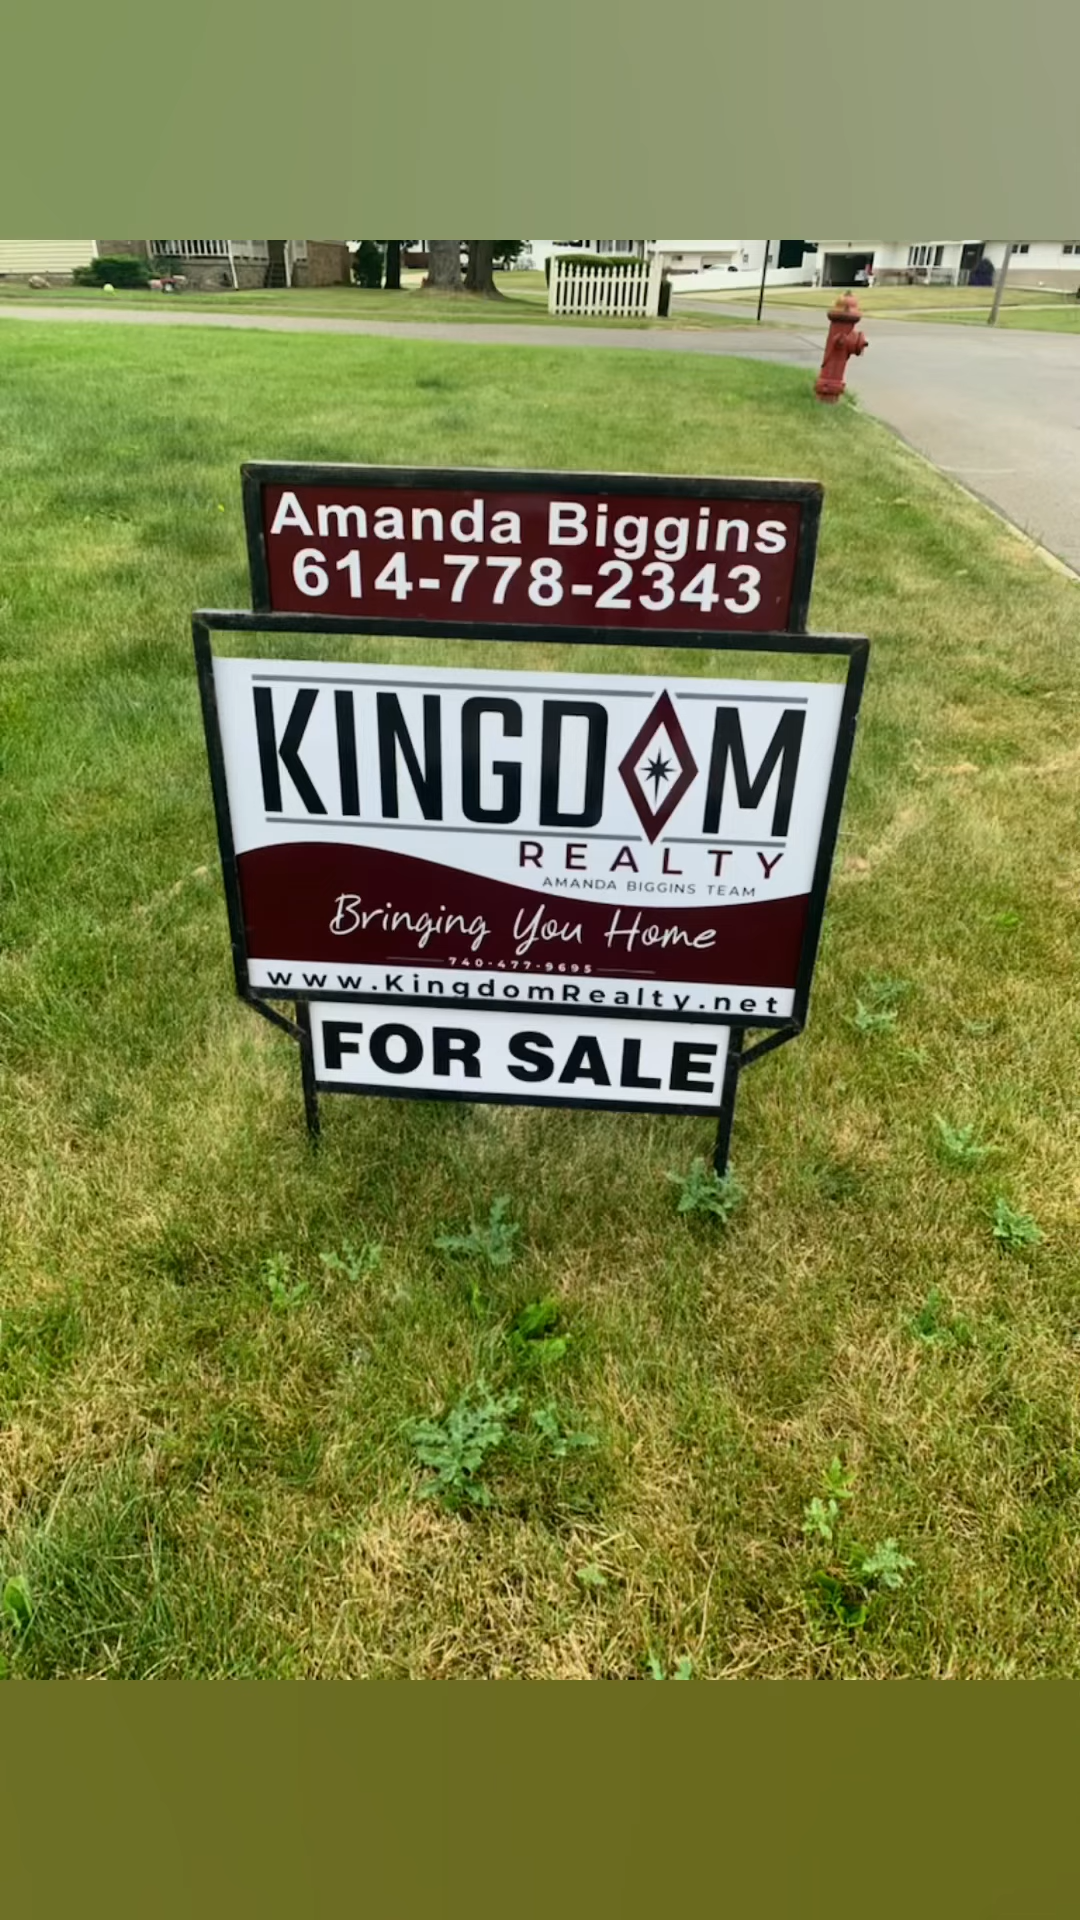 Amanda Biggins
614-778-2343
KINGDOM
REALTY
AMANDA BIGGINS TEAM
Bringing You Home
740-477-9695
www.KingdomRealty.net
FOR SALE